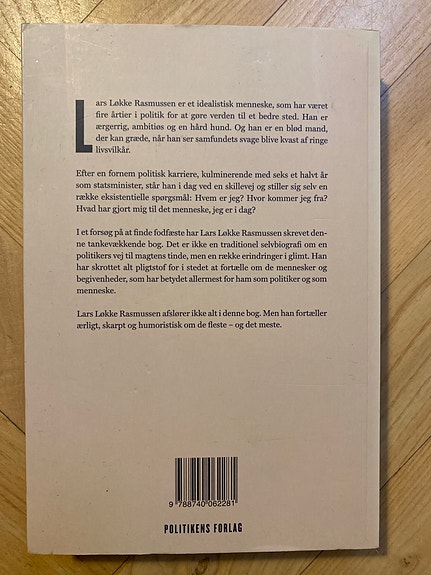 Lars Løkke Rasmussen er et idealistisk menneske, som har været
fire årtier i politik for at gøre verden til et bedre sted. Han er
ærgerrig, ambitiøs og en hård hund. Og han er en blød mand,
der kan græde, når han ser samfundets svage blive kvast af ringe
livsvilkår.
Efter en fornem politisk karriere, kulminerende med seks et halvt år
som statsminister, står han i dag ved en skillevej og stiller sig selv en
række eksistentielle spørgsmål: Hvem er jeg? Hvor kommer jeg fra?
Hvad har gjort mig til det menneske, jeg er i dag?
I et forsøg på at finde fodfæste har Lars Løkke Rasmussen skrevet den-
ne tankevækkende bog. Det er ikke en traditionel selvbiografi om en
politikers vej til magtens tinde, men en række erindringer i glimt. Han
har skrottet alt pligtstof for i stedet at fortælle om de mennesker og
begivenheder, som har betydet allermest for ham som politiker og som
menneske.
Lars Løkke Rasmussen afslører ikke alt i denne bog. Men han fortæller
ærligt, skarpt og humoristisk om de fleste – og det meste.
9 788740 062281
POLITIKENS FORLAG